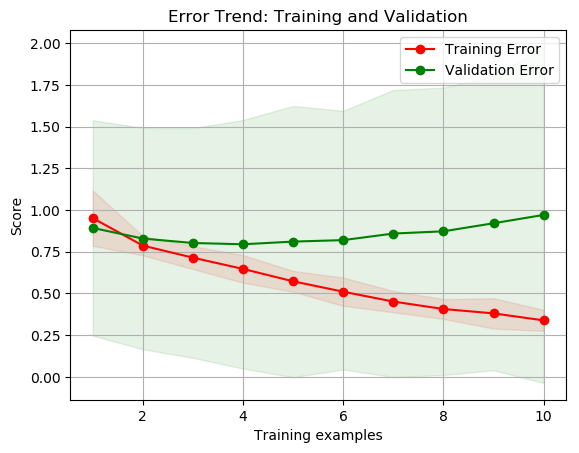 Error Trend: Training and Validation
Training Error
Validation Error
2.00
1.75
1.50
1.25
1.00
0.75
0.50
0.25
0.00
Score
2 4 6 8 10
Training examples